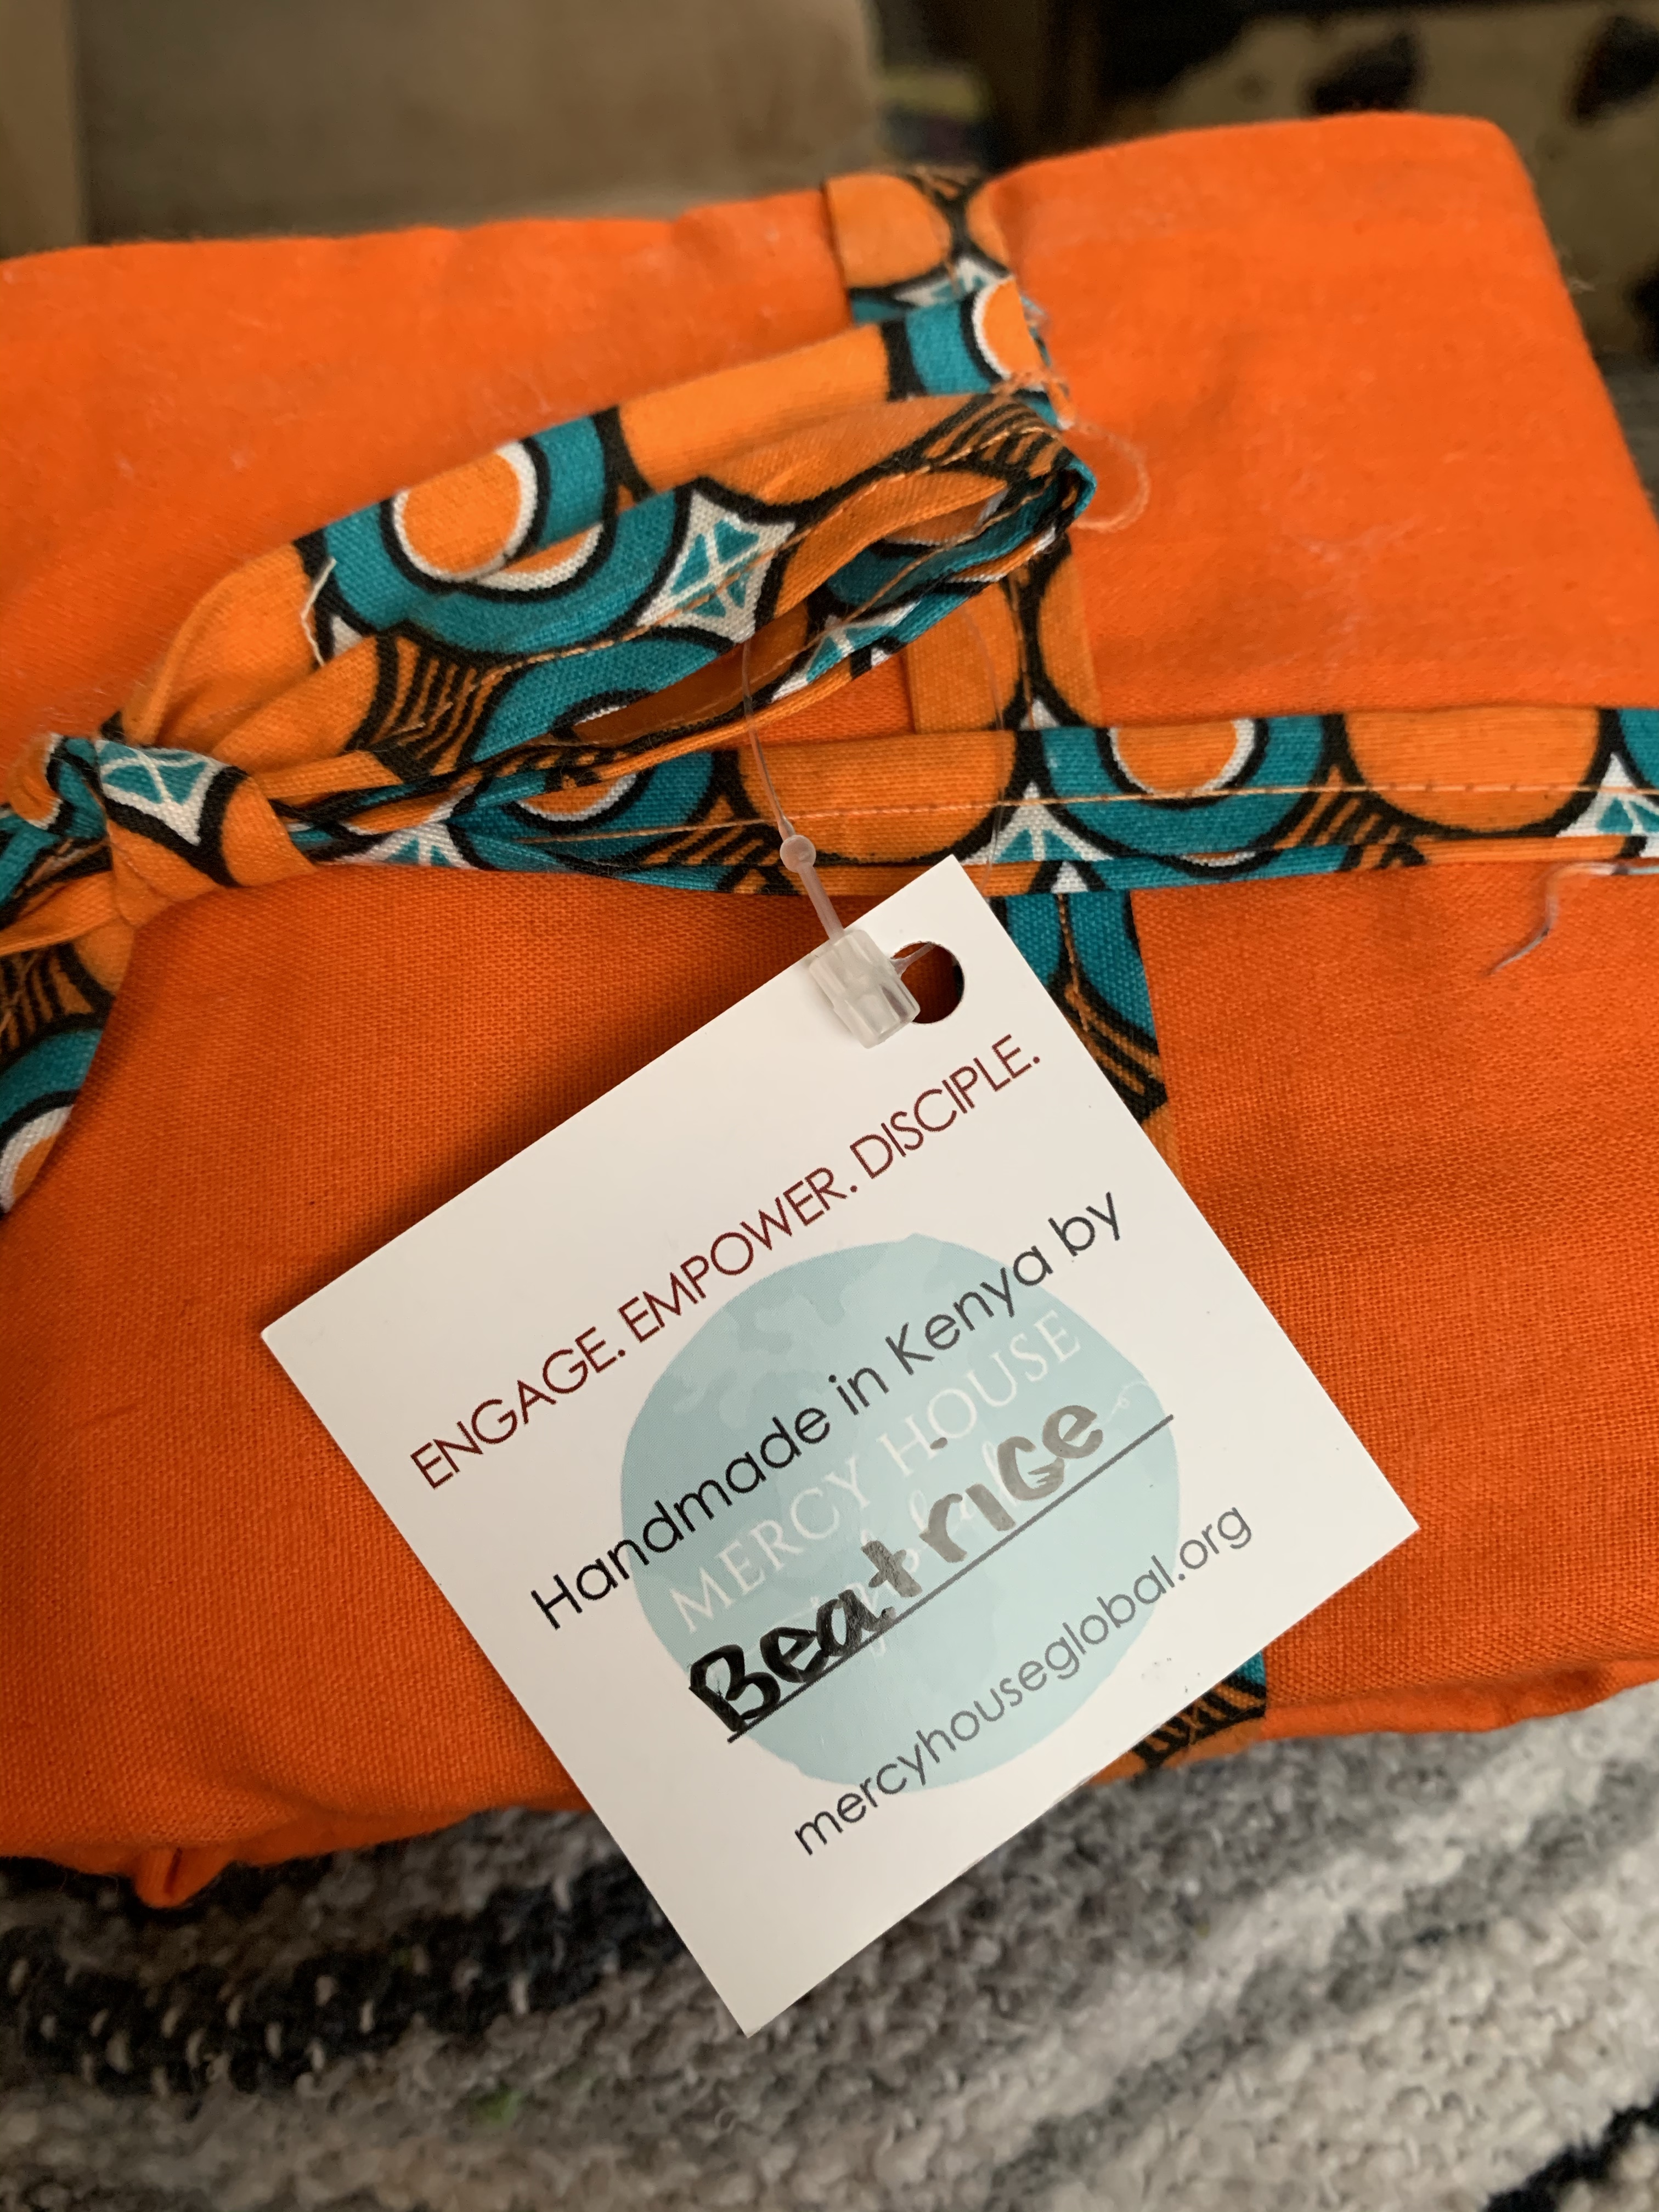 ENGAGE. EMPOWER. DISCIPLE.
Handmade in Kenya by
MERCY HOUSE
Beatrice
mercyhouseglobal.org